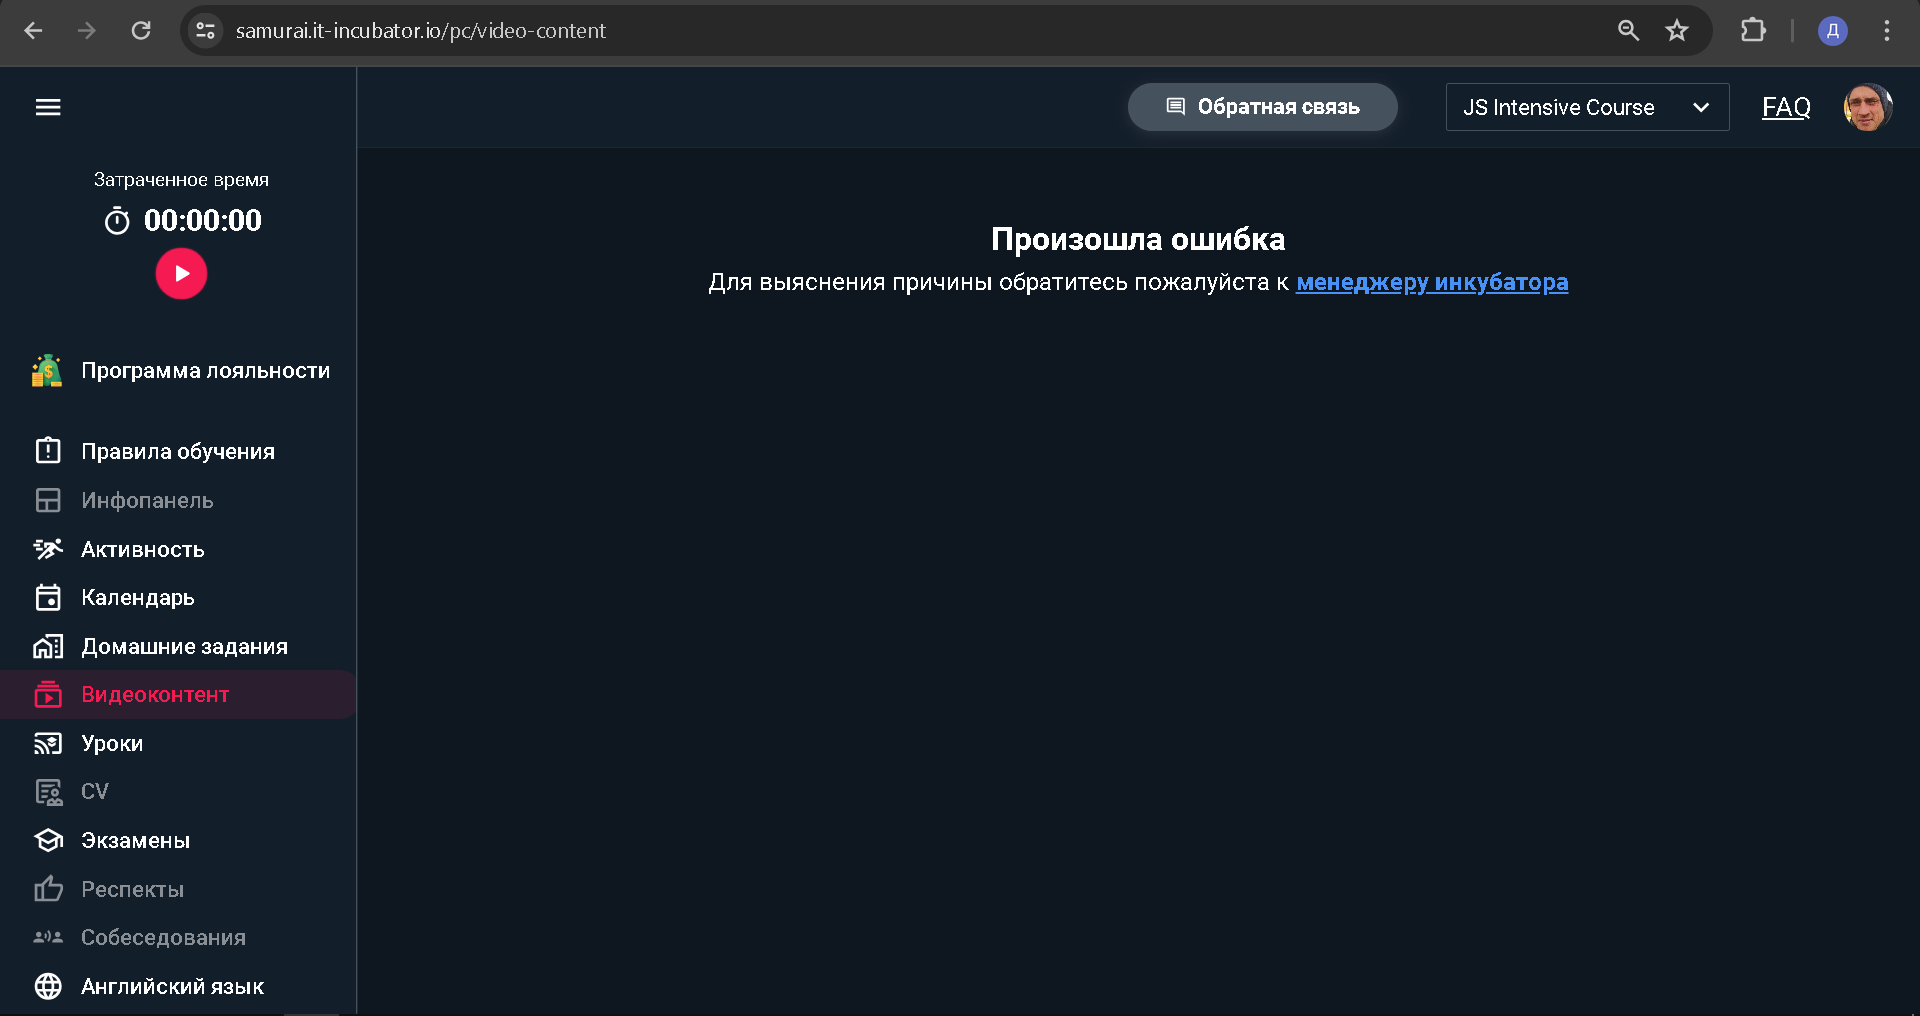 samurai.it-incubator.io/pc/video-content
Д
Обратная связь
JS Intensive Course
FAQ
Затраченное время
00:00:00
Произошла ошибка
Для выяснения причины обратитесь пожалуйста к менеджеру инкубатора
Программа лояльности
Правила обучения
Инфопанель
Активность
Календарь
Домашние задания
Видеоконтент
Уроки
CV
Экзамены
Респекты
Собеседования
Английский язык